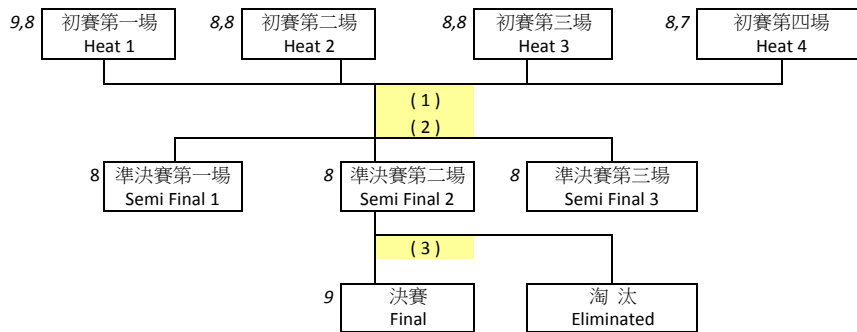 9,8
初賽第一場
Heat 1
8,8
初賽第二場
Heat 2
8,8
初賽第三場
Heat 3
8,7
初賽第四場
Heat 4
( 1 )
( 2 )
8
準決賽第一場
Semi Final 1
8
準決賽第二場
Semi Final 2
8
準決賽第三場
Semi Final 3
( 3 )
9
決賽
Final
淘 汰
Eliminated